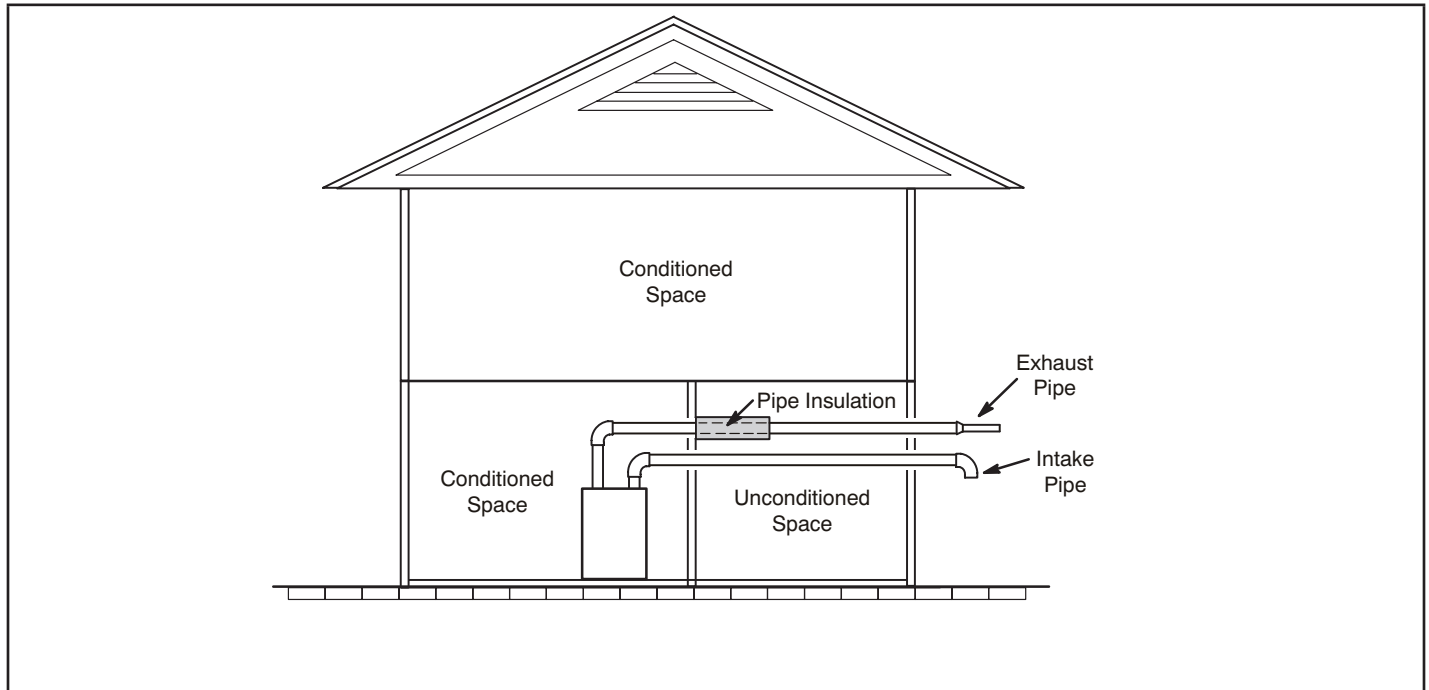 Conditioned
Space
Exhaust
Pipe
Pipe Insulation
Intake
Pipe
Conditioned
Space
Unconditioned
Space